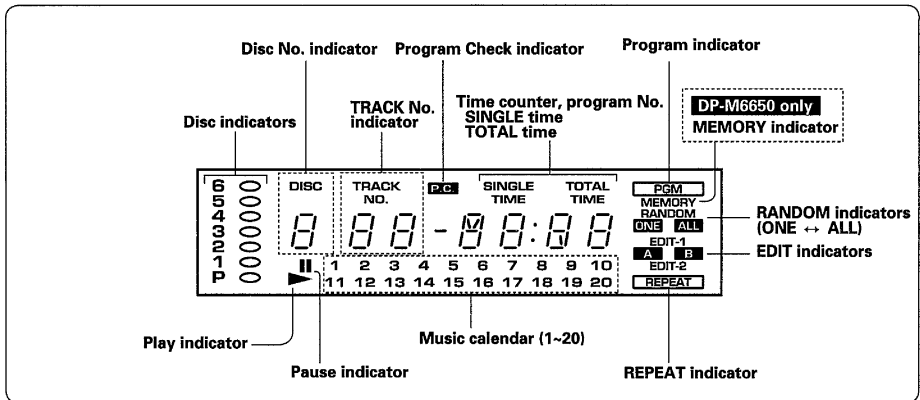 Disc No. indicator
Program Check indicator
Program indicator
TRACK No.
indicator
Time counter, program No.
SINGLE time
TOTAL time
DP-M6650 only
MEMORY indicator
Disc indicators
6
5
4
3
2
1
P
DISC
TRACK
NO.
P.C.
SINGLE
TIME
TOTAL
TIME
8 88 -88:88
1 2 3 4 5 6 7 8 9 10
11 12 13 14 15 16 17 18 19 20
PGM
MEMORY
RANDOM
ONE ALL
EDIT-1
A B
EDIT-2
REPEAT
RANDOM indicators
(ONE ↔ ALL)
EDIT indicators
Play indicator
Pause indicator
Music calendar (1~20)
REPEAT indicator